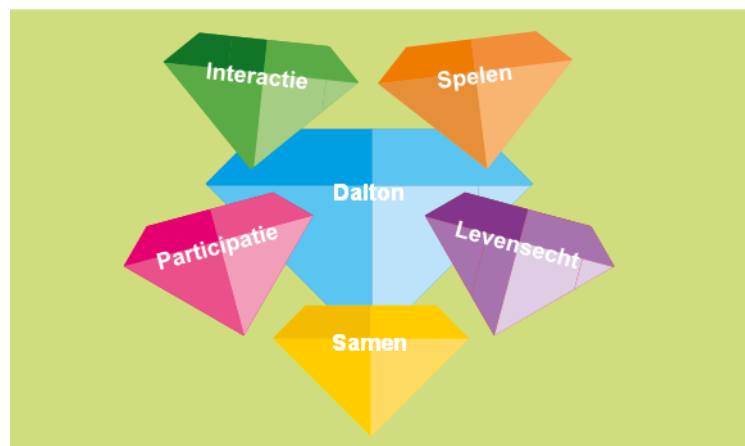 Interactie
Spelen
Dalton
Participatie
Levensecht
Samen